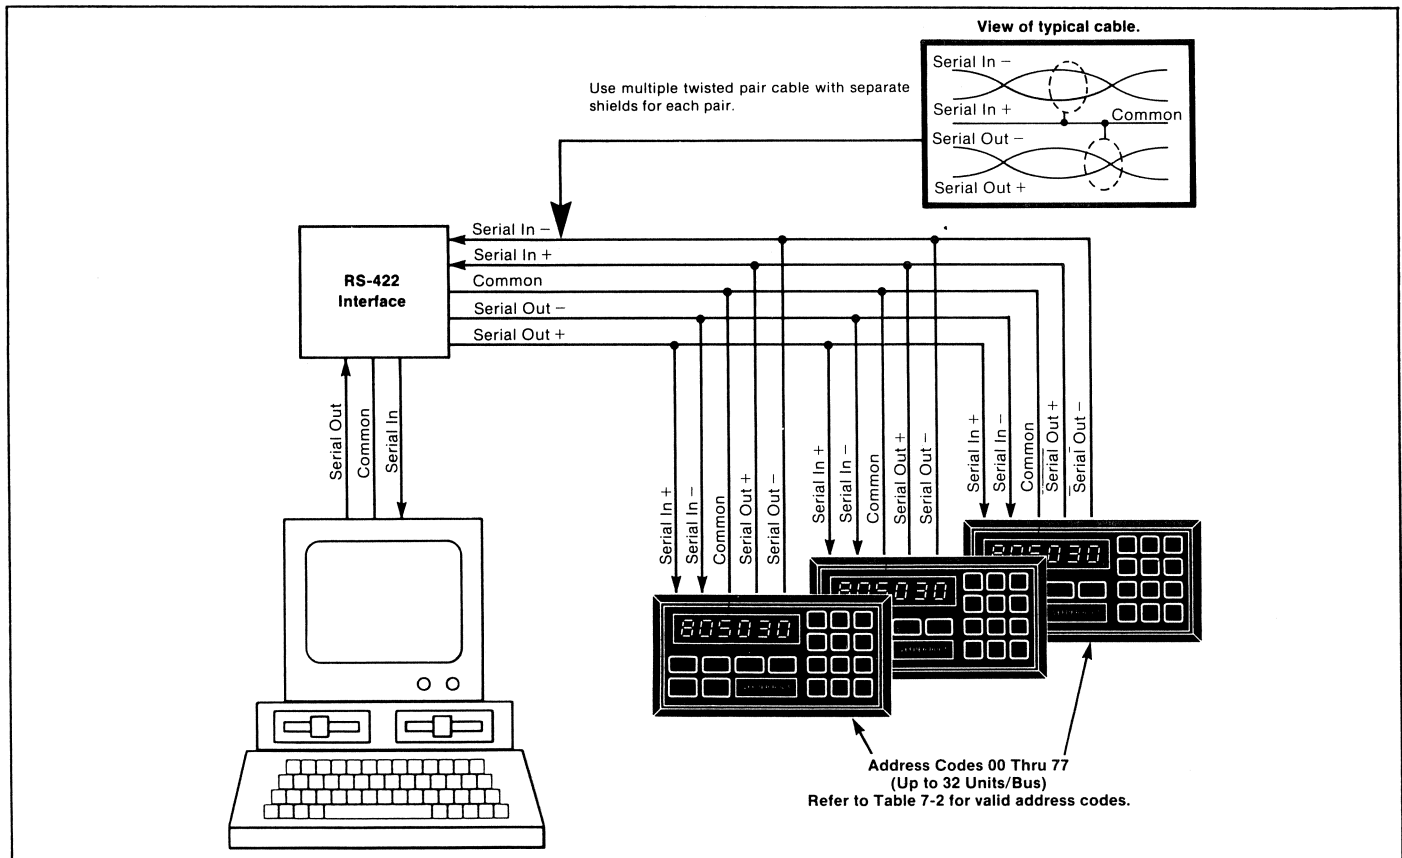 View of typical cable.
Serial In −
Serial In +
Common
Serial Out −
Serial Out +
Use multiple twisted pair cable with separate
shields for each pair.
RS-422
Interface
Serial In −
Serial In +
Common
Serial Out −
Serial Out +
Serial Out
Common
Serial In
Serial In +
Serial In −
Common
Serial Out +
Serial Out −
Serial In +
Serial In −
Common
Serial Out +
Serial Out −
Serial In +
Serial In −
Common
Serial Out +
Serial Out −
805030
805030
805030
Address Codes 00 Thru 77
(Up to 32 Units/Bus)
Refer to Table 7-2 for valid address codes.